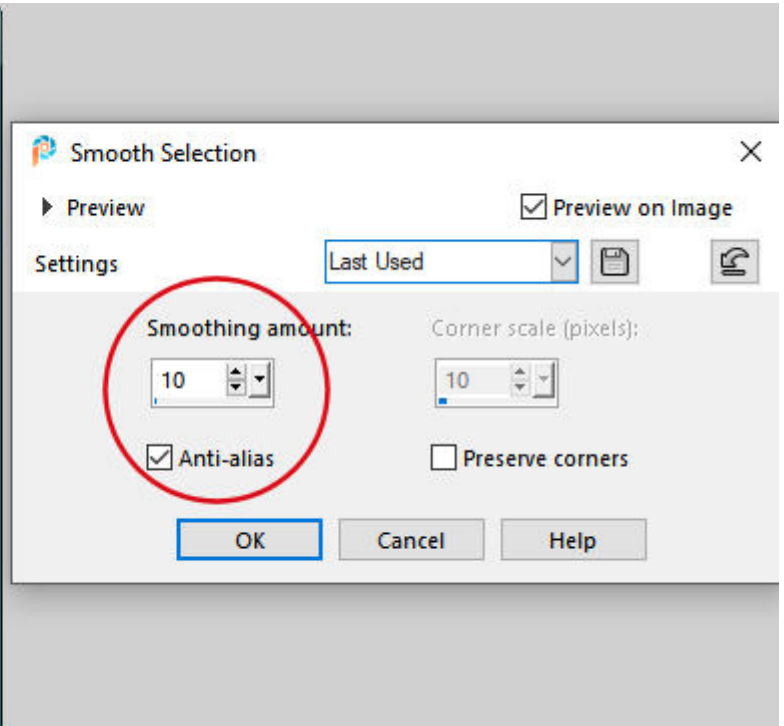 Smooth Selection
Preview
Preview on Image
Settings
Last Used
Smoothing amount:
Corner scale (pixels):
10
10
Anti-alias
Preserve corners
OK
Cancel
Help